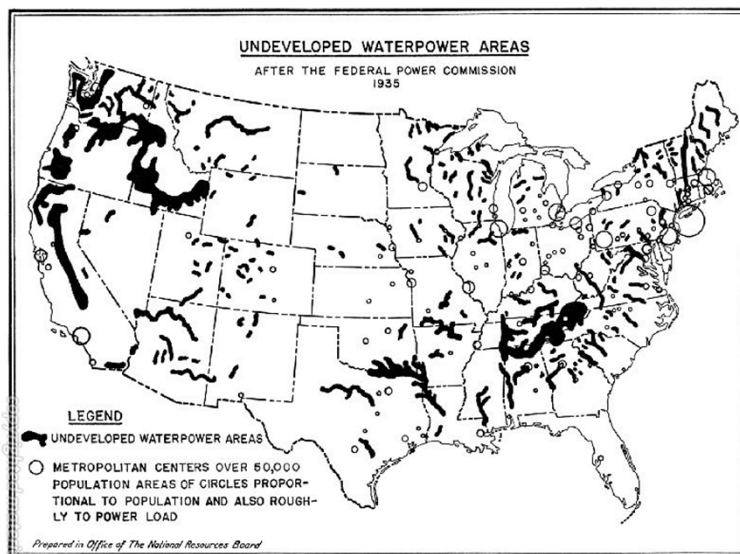 UNDEVELOPED WATERPOWER AREAS
AFTER THE FEDERAL POWER COMMISSION
1935
LEGEND
UNDEVELOPED WATERPOWER AREAS
METROPOLITAN CENTERS OVER 50,000
POPULATION AREAS OF CIRCLES PROPOR-
TIONAL TO POPULATION AND ALSO ROUGH-
LY TO POWER LOAD
Prepared in Office of The National Resources Board